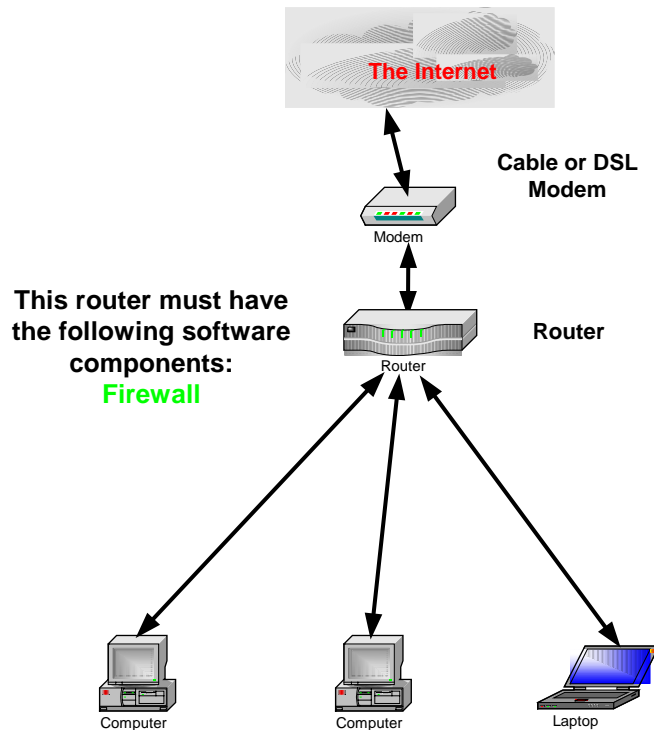 The Internet
Cable or DSL
Modem
Modem
This router must have
the following software
components:
Firewall
Router
Router
Computer
Computer
Laptop